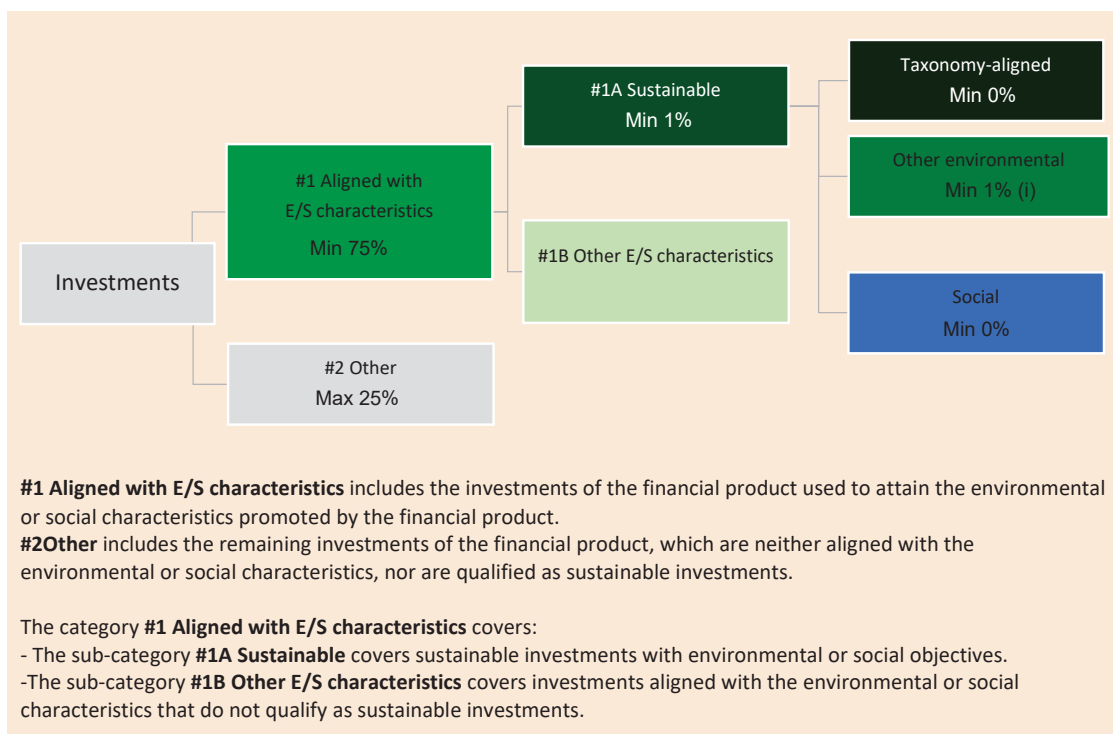 Investments
#1 Aligned with
E/S characteristics
Min 75%
#2 Other
Max 25%
#1A Sustainable
Min 1%
#1B Other E/S characteristics
Taxonomy-aligned
Min 0%
Other environmental
Min 1% (i)
Social
Min 0%
#1 Aligned with E/S characteristics includes the investments of the financial product used to attain the environmental
or social characteristics promoted by the financial product.
#2Other includes the remaining investments of the financial product, which are neither aligned with the
environmental or social characteristics, nor are qualified as sustainable investments.
The category #1 Aligned with E/S characteristics covers:
- The sub-category #1A Sustainable covers sustainable investments with environmental or social objectives.
-The sub-category #1B Other E/S characteristics covers investments aligned with the environmental or social
characteristics that do not qualify as sustainable investments.